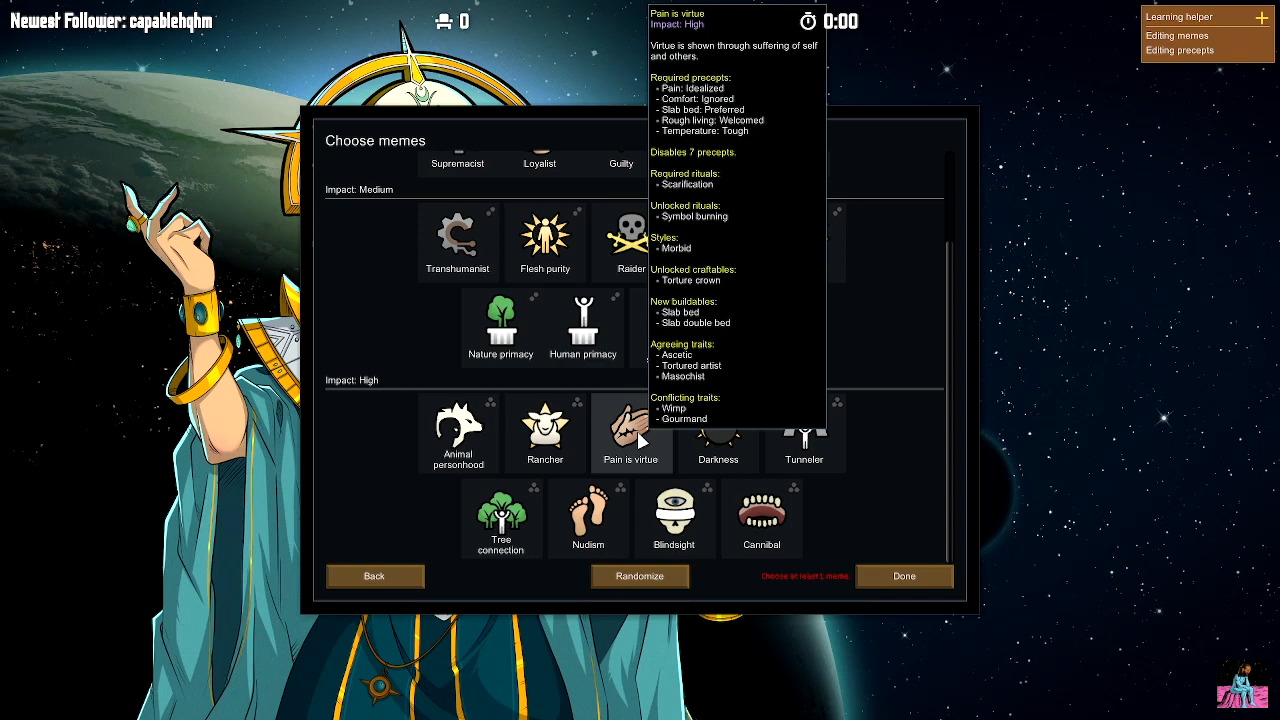 Newest Follower: capablehqhm
0
0:00
Learning helper
Editing memes
Editing precepts
Pain is virtue
Impact: High
Virtue is shown through suffering of self
and others.
Required precepts:
- Pain: Idealized
- Comfort: Ignored
- Slab bed: Preferred
- Rough living: Welcomed
- Temperature: Tough
Disables 7 precepts.
Required rituals:
- Scarification
Unlocked rituals:
- Symbol burning
Styles:
- Morbid
Unlocked craftables:
- Torture crown
New buildables:
- Slab bed
- Slab double bed
Agreeing traits:
- Ascetic
- Tortured artist
- Masochist
Conflicting traits:
- Wimp
- Gourmand
Choose memes
Supremacist
Loyalist
Guilty
Impact: Medium
Transhumanist
Flesh purity
Raider
Nature primacy
Human primacy
Impact: High
Animal
personhood
Rancher
Pain is virtue
Darkness
Tunneler
Tree
connection
Nudism
Blindsight
Cannibal
Back
Randomize
Choose at least 1 meme.
Done